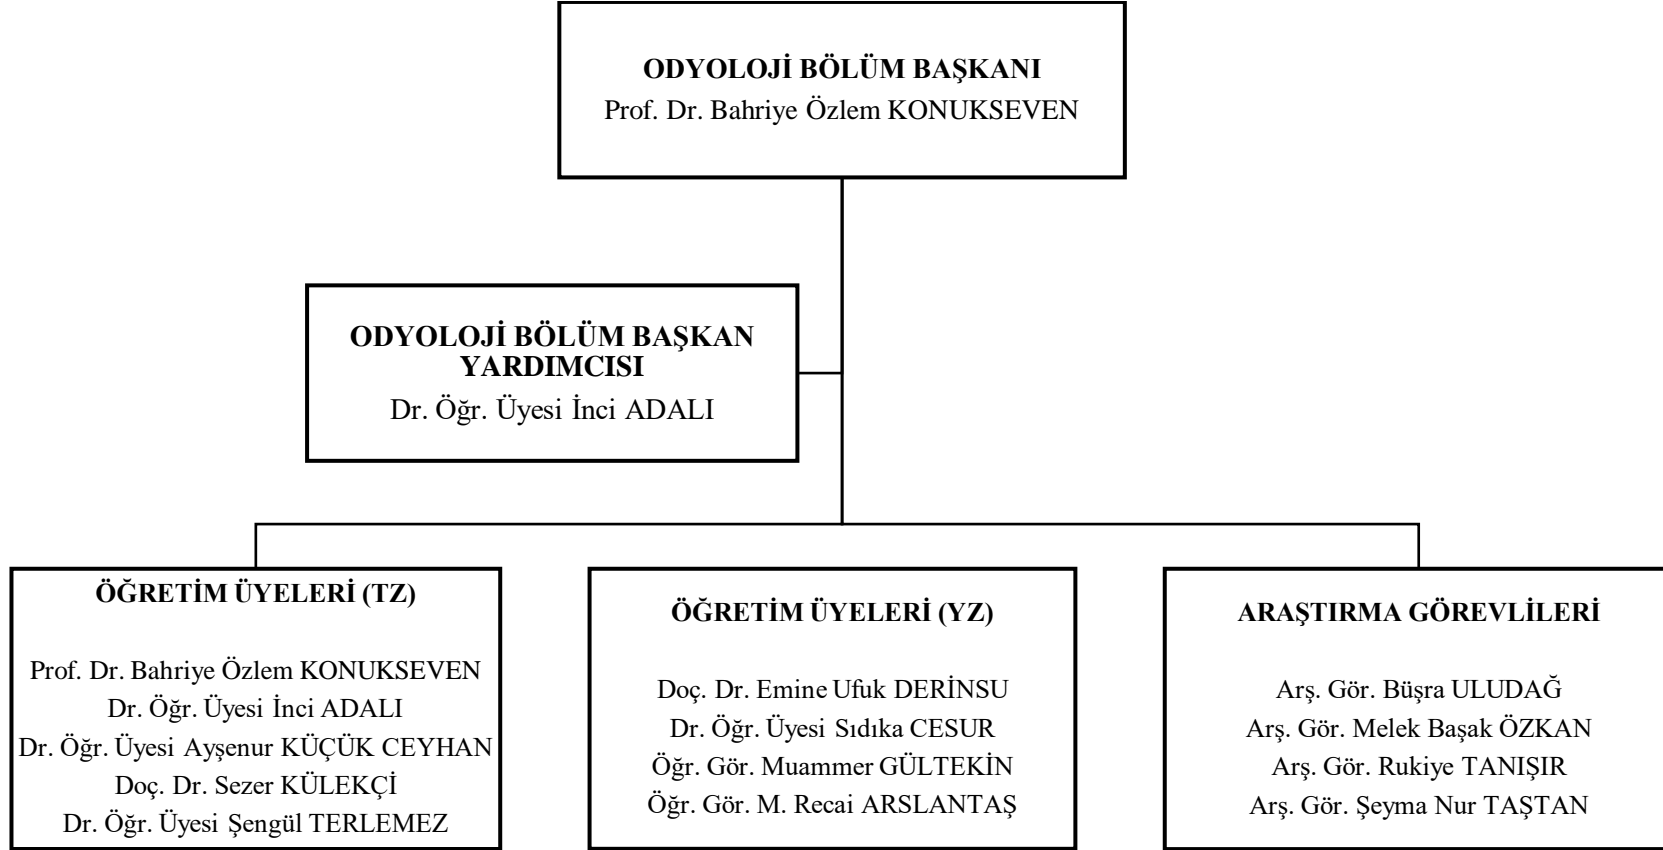 ODYOLOJİ BÖLÜM BAŞKANI
Prof. Dr. Bahriye Özlem KONUKSEVEN
ODYOLOJİ BÖLÜM BAŞKAN
YARDIMCISI
Dr. Öğr. Üyesi İnci ADALI
ÖĞRETİM ÜYELERİ (TZ)
Prof. Dr. Bahriye Özlem KONUKSEVEN
Dr. Öğr. Üyesi İnci ADALI
Dr. Öğr. Üyesi Ayşenur KÜÇÜK CEYHAN
Doç. Dr. Sezer KÜLEKÇİ
Dr. Öğr. Üyesi Şengül TERLEMEZ
ÖĞRETİM ÜYELERİ (YZ)
Doç. Dr. Emine Ufuk DERİNSU
Dr. Öğr. Üyesi Sıdıka CESUR
Öğr. Gör. Muammer GÜLTEKİN
Öğr. Gör. M. Recai ARSLANTAŞ
ARAŞTIRMA GÖREVLİLERİ
Arş. Gör. Büşra ULUDAĞ
Arş. Gör. Melek Başak ÖZKAN
Arş. Gör. Rukiye TANIŞIR
Arş. Gör. Şeyma Nur TAŞTAN